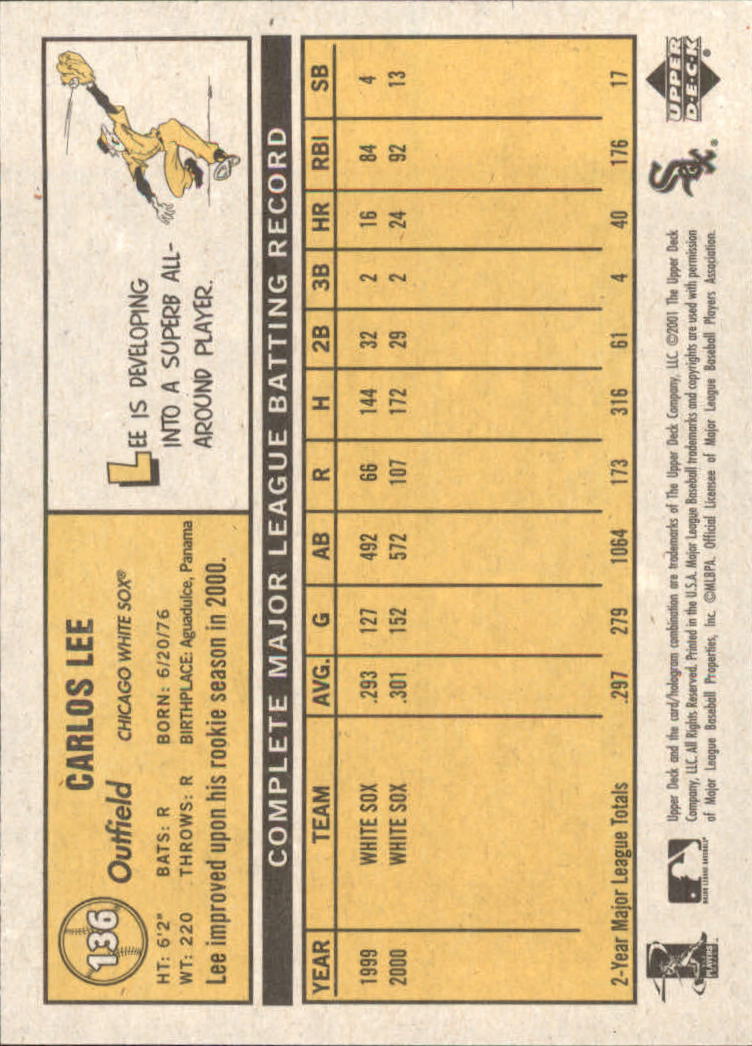 136
CARLOS LEE
Outfield CHICAGO WHITE SOX®
HT: 6'2" BATS: R BORN: 6/20/76
WT: 220 THROWS: R BIRTHPLACE: Aguadulce, Panama
Lee improved upon his rookie season in 2000.
LEE IS DEVELOPING
INTO A SUPERB ALL-
AROUND PLAYER.
COMPLETE MAJOR LEAGUE BATTING RECORD
YEAR TEAM AVG. G AB R H 2B 3B HR RBI SB
1999 WHITE SOX .293 127 492 66 144 32 2 16 84 4
2000 WHITE SOX .301 152 572 107 172 29 2 24 92 13
2-Year Major League Totals .297 279 1064 173 316 61 4 40 176 17
PLAYERS
MAJOR LEAGUE BASEBALL
Upper Deck and the card/hologram combination are trademarks of The Upper Deck Company, LLC. ©2001 The Upper Deck
Company, LLC. All Rights Reserved. Printed in the U.S.A. Major League Baseball trademarks and copyrights are used with permission
of Major League Baseball Properties, Inc. ©MLBPA. Official Licensee of Major League Baseball Players Association.
Sox®
UPPER
DECK®